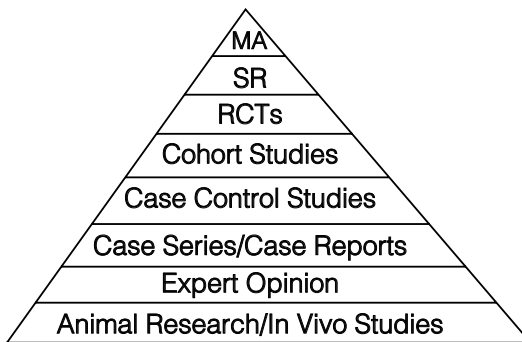 MA
SR
RCTs
Cohort Studies
Case Control Studies
Case Series/Case Reports
Expert Opinion
Animal Research/In Vivo Studies